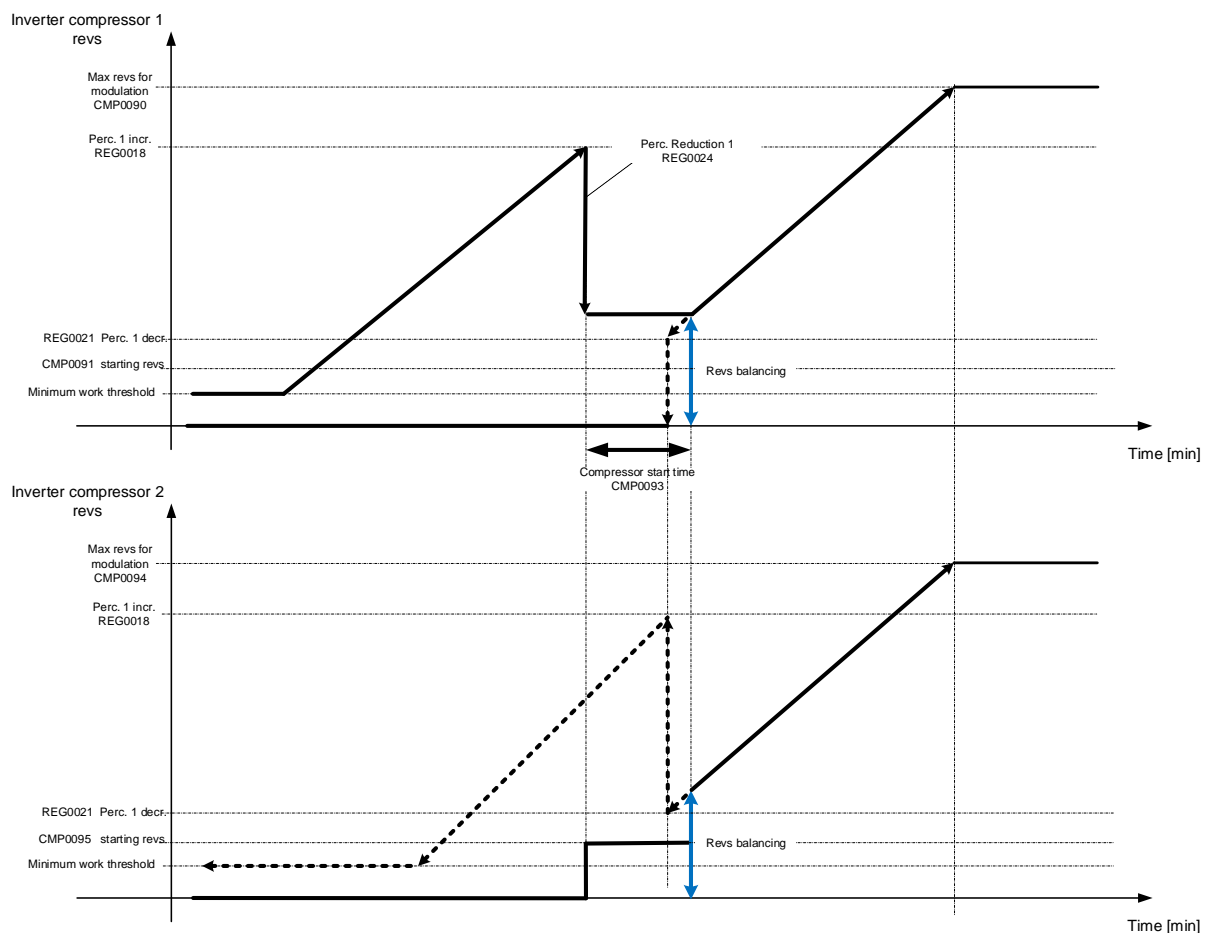 Inverter compressor 1
revs
Max revs for
modulation
CMP0090
Perc. 1 incr.
REG0018
Perc. Reduction 1
REG0024
REG0021 Perc. 1 decr.
CMP0091 starting revs
Revs balancing
Minimum work threshold
Time [min]
Compressor start time
CMP0093
Inverter compressor 2
revs
Max revs for
modulation
CMP0094
Perc. 1 incr.
REG0018
REG0021 Perc. 1 decr.
CMP0095 starting revs
Revs balancing
Minimum work threshold
Time [min]